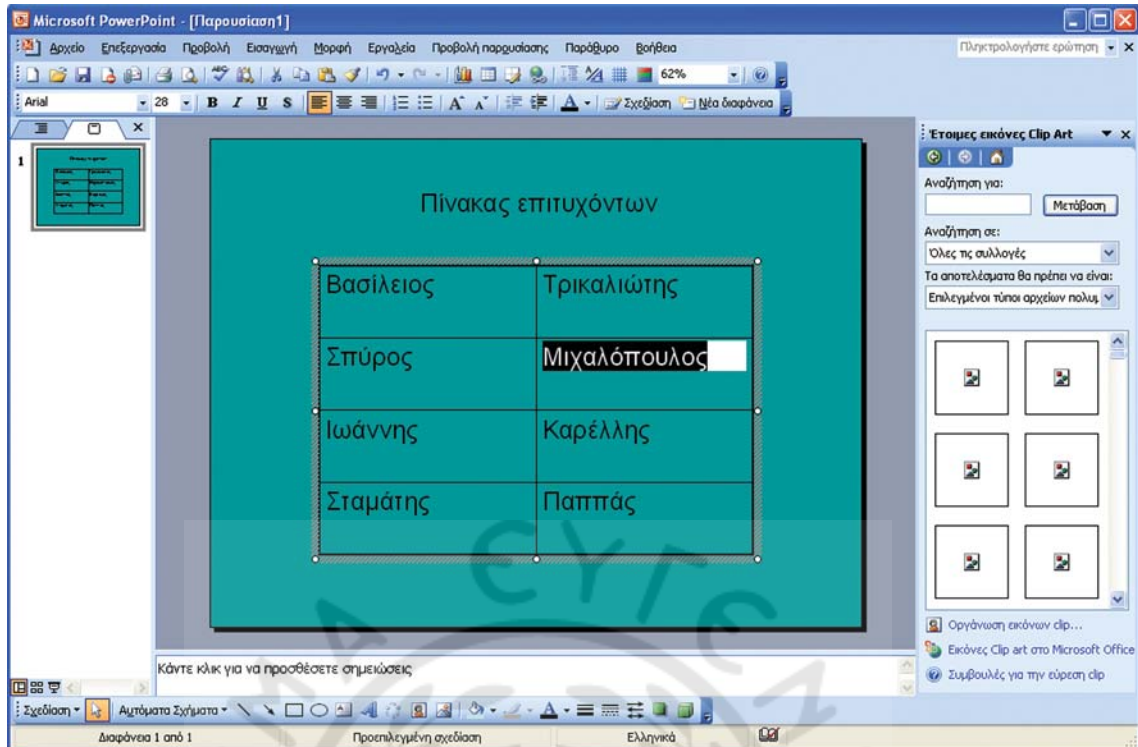 Microsoft PowerPoint - [Παρουσίαση1]
Αρχείο Επεξεργασία Προβολή Εισαγωγή Μορφή Εργαλεία Προβολή παρουσίασης Παράθυρο Βοήθεια Πληκτρολογήστε ερώτηση
62%
Arial 28 B I U S Σχεδίαση Νέα διαφάνεια
1
Πίνακας επιτυχόντων
Βασίλειος Τρικαλιώτης
Σπύρος Μιχαλόπουλος
Ιωάννης Καρέλλης
Σταμάτης Παππάς
Κάντε κλικ για να προσθέσετε σημειώσεις
Έτοιμες εικόνες Clip Art
Αναζήτηση για:
Μετάβαση
Αναζήτηση σε:
Όλες τις συλλογές
Τα αποτελέσματα θα πρέπει να είναι:
Επιλεγμένοι τύποι αρχείων πολυμ
Οργάνωση εικόνων clip...
Εικόνες Clip art στο Microsoft Office
Συμβουλές για την εύρεση clip
Σχεδίαση Αυτόματα Σχήματα
Διαφάνεια 1 από 1 Προεπιλεγμένη σχεδίαση Ελληνικά